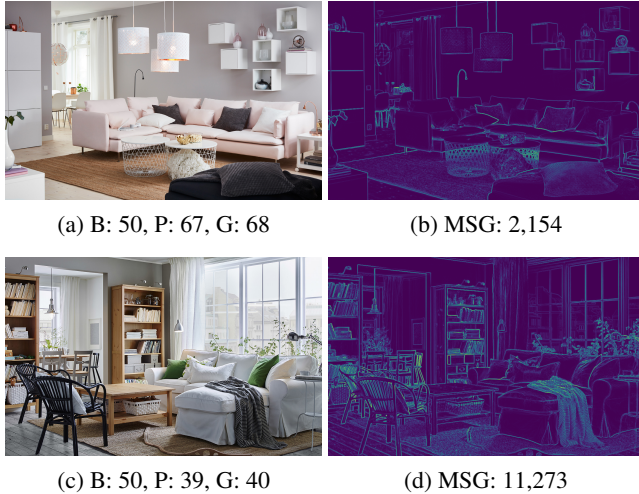 (a) B: 50, P: 67, G: 68
(b) MSG: 2,154
(c) B: 50, P: 39, G: 40
(d) MSG: 11,273